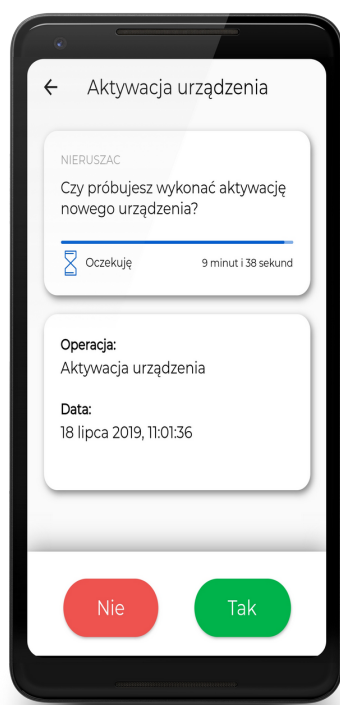 Aktywacja urządzenia
NIERUSZAC
Czy próbujesz wykonać aktywację
nowego urządzenia?
Oczekuję 9 minut i 38 sekund
Operacja:
Aktywacja urządzenia
Data:
18 lipca 2019, 11:01:36
Nie Tak